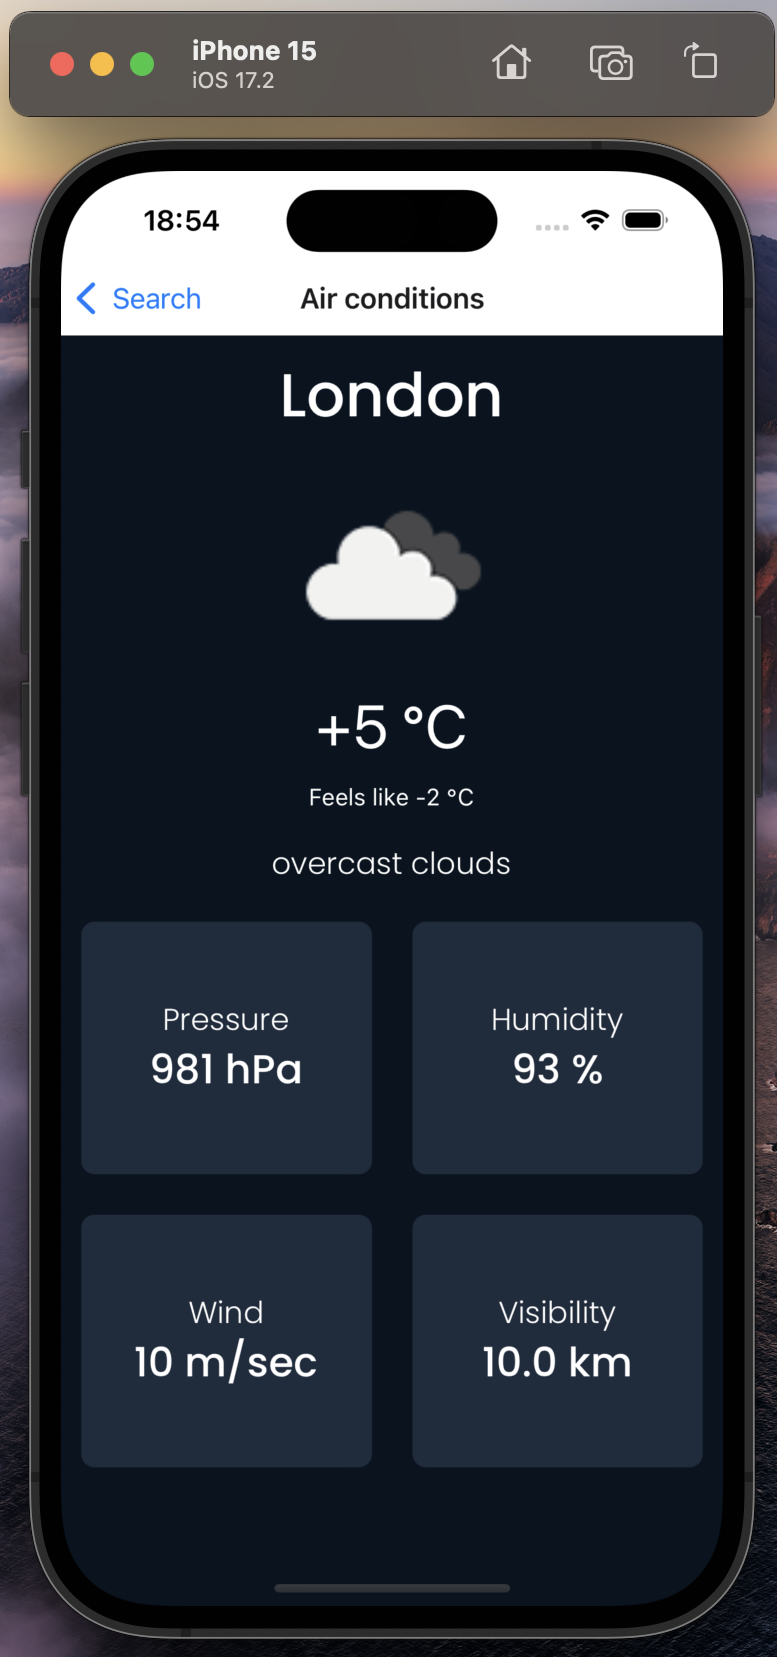 iPhone 15
iOS 17.2
18:54
Search
Air conditions
London
+5 °C
Feels like -2 °C
overcast clouds
Pressure
981 hPa
Humidity
93 %
Wind
10 m/sec
Visibility
10.0 km